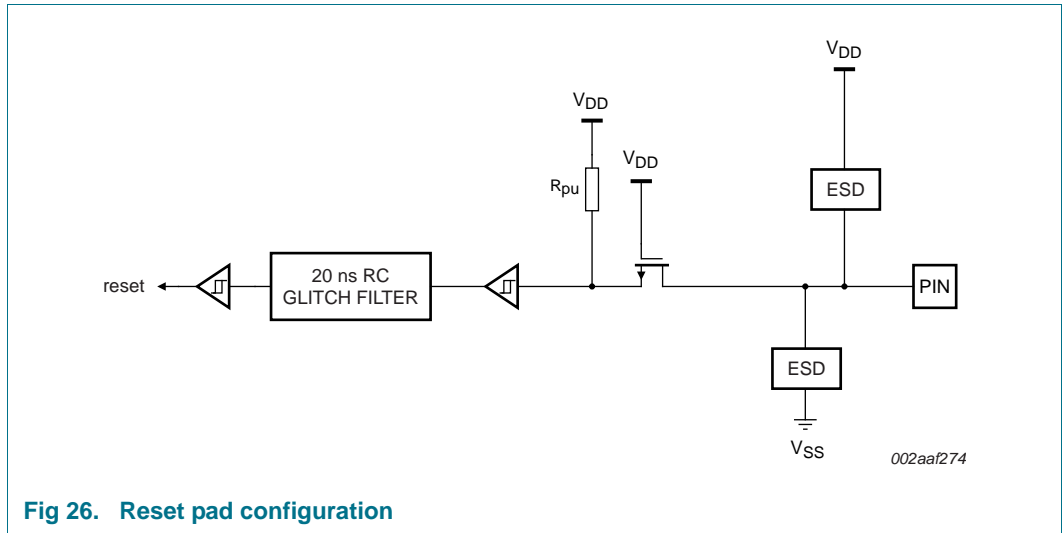 VDD
VDD
VDD
Rpu
ESD
reset
20 ns RC
GLITCH FILTER
PIN
ESD
VSS
002aaf274
Fig 26. Reset pad configuration